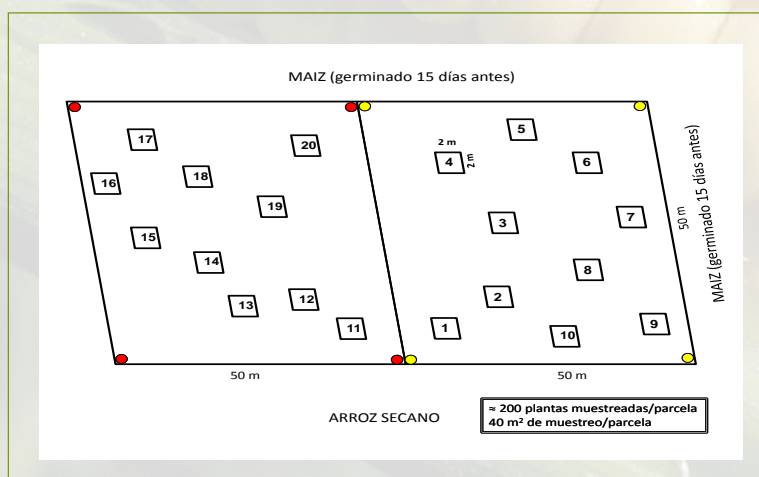 MAIZ (germinado 15 días antes)
17
20
5
2 m
4
2 m
6
16
18
19
3
7
50 m
MAIZ (germinado 15 días antes)
15
14
8
13
12
2
11
1
10
9
50 m
50 m
ARROZ SECANO
≈ 200 plantas muestreadas/parcela
40 m² de muestreo/parcela